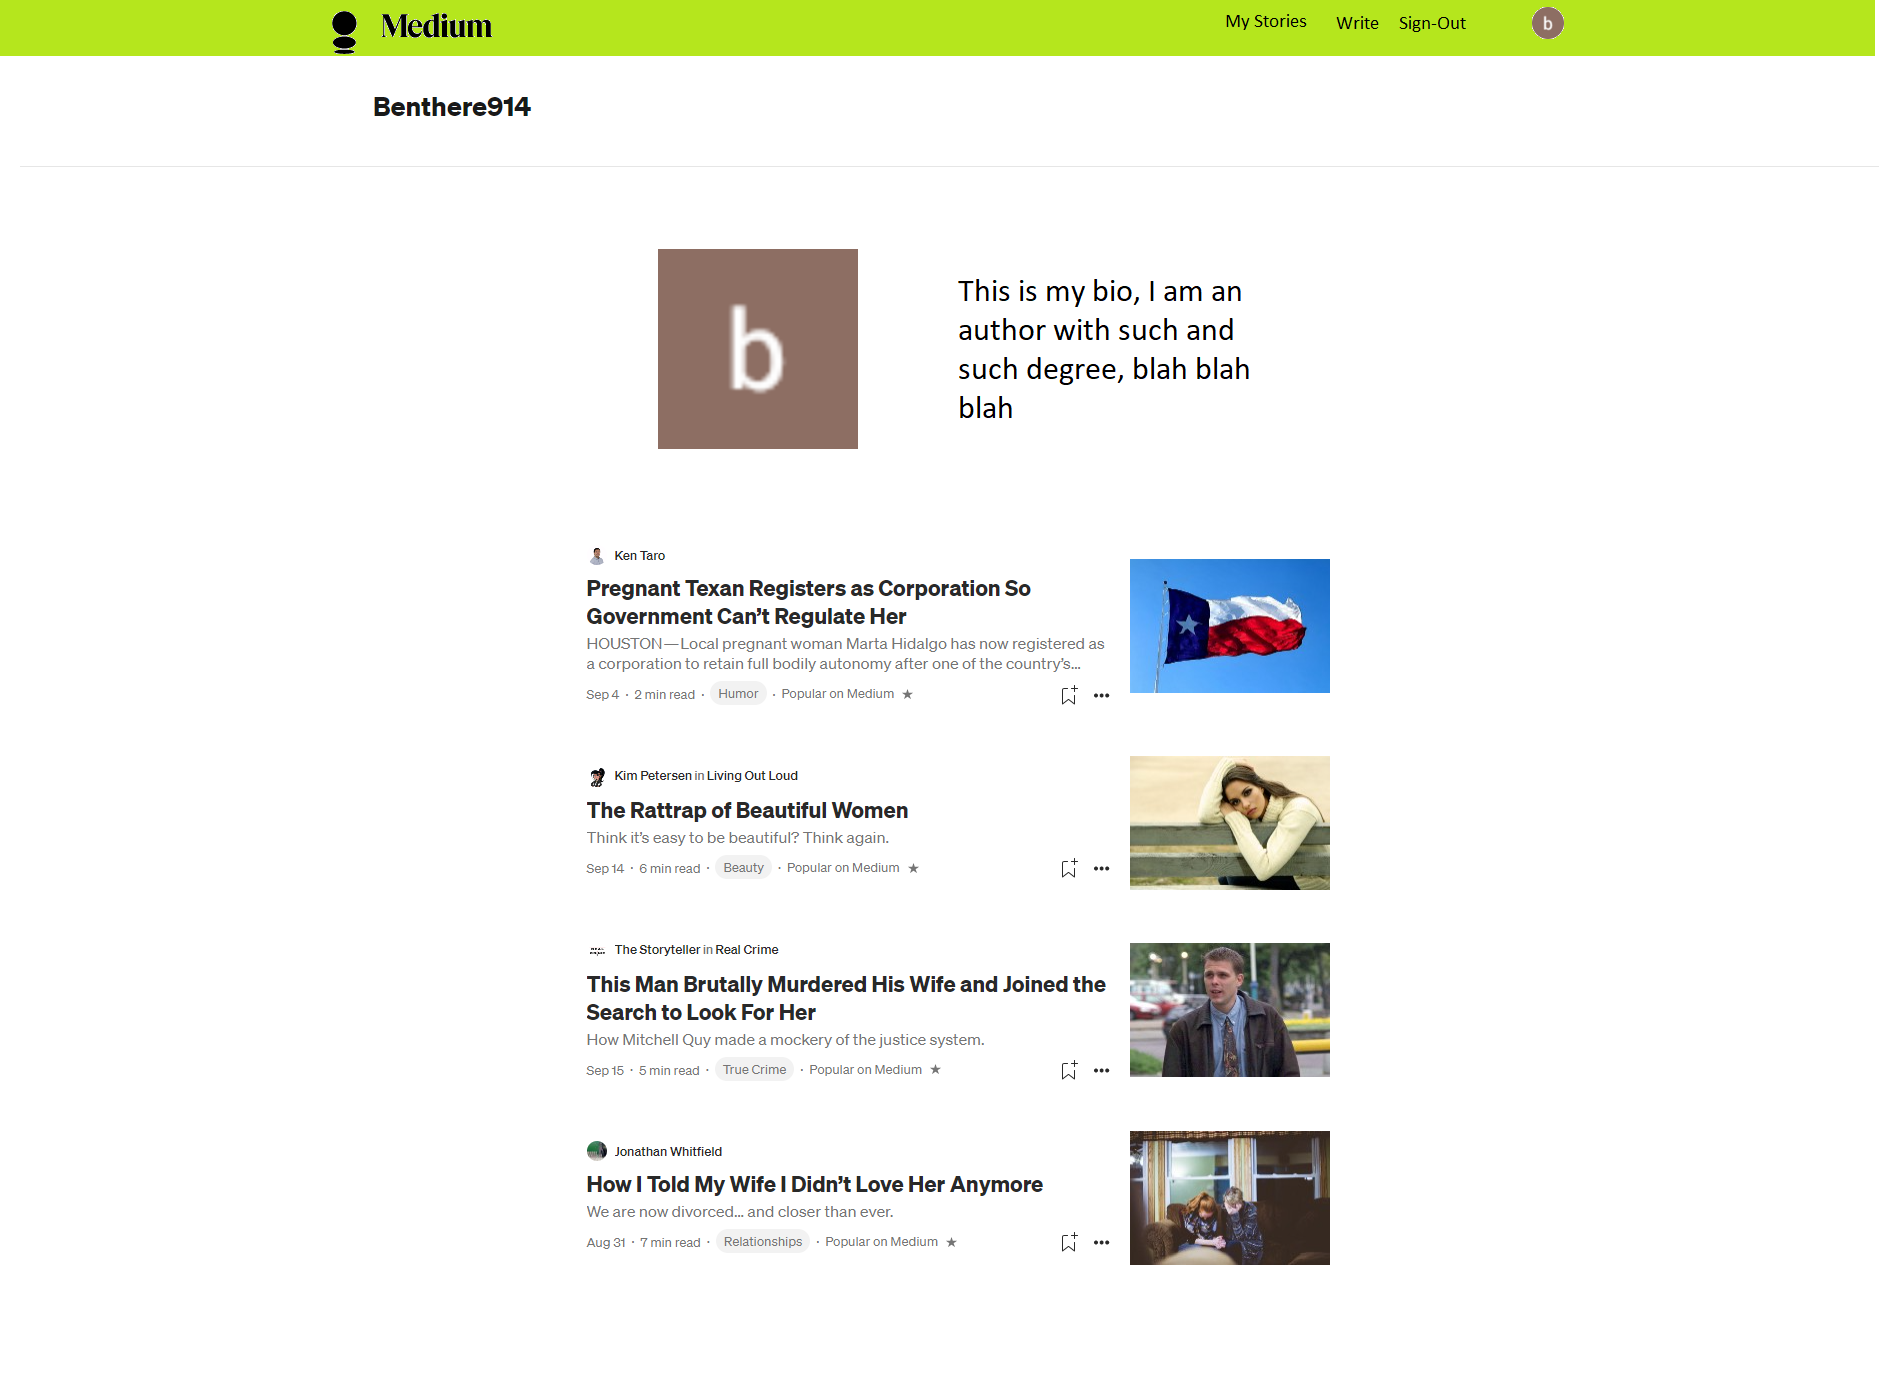 Medium
My Stories
Write
Sign-Out
b
Benthere914
b
This is my bio, I am an
author with such and
such degree, blah blah
blah
Ken Taro
Pregnant Texan Registers as Corporation So
Government Can’t Regulate Her
HOUSTON—Local pregnant woman Marta Hidalgo has now registered as
a corporation to retain full bodily autonomy after one of the country’s...
Sep 4 · 2 min read · Humor · Popular on Medium ★
Kim Petersen in Living Out Loud
The Rattrap of Beautiful Women
Think it’s easy to be beautiful? Think again.
Sep 14 · 6 min read · Beauty · Popular on Medium ★
The Storyteller in Real Crime
This Man Brutally Murdered His Wife and Joined the
Search to Look For Her
How Mitchell Quy made a mockery of the justice system.
Sep 15 · 5 min read · True Crime · Popular on Medium ★
Jonathan Whitfield
How I Told My Wife I Didn’t Love Her Anymore
We are now divorced... and closer than ever.
Aug 31 · 7 min read · Relationships · Popular on Medium ★